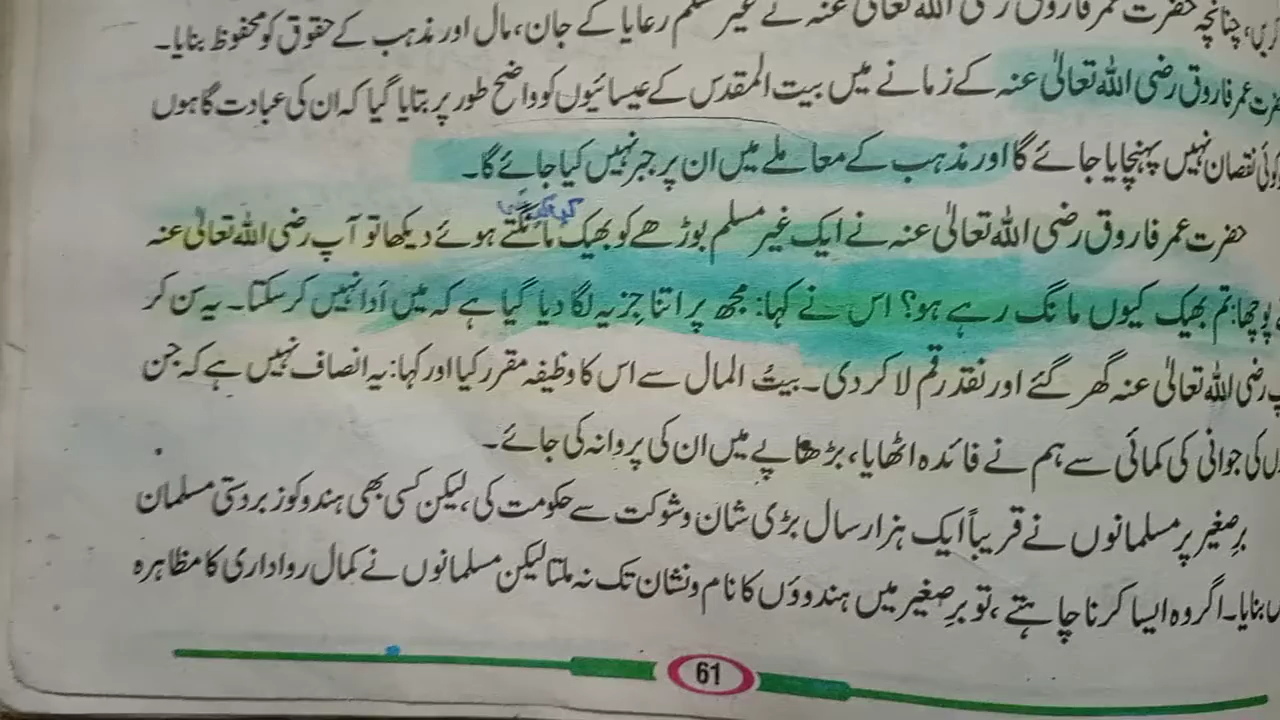 چنانچہ حضرت عمر فاروق رضی اللہ تعالیٰ عنہ نے غیر مسلم رعایا کے جان، مال اور مذہب کے حقوق کو محفوظ بنایا۔
عمر فاروق رضی اللہ تعالیٰ عنہ کے زمانے میں بیت المقدس کے عیسائیوں کو واضح طور پر بتایا گیا کہ ان کی عبادت گاہوں
نقصان نہیں پہنچایا جائے گا اور مذہب کے معاملے میں ان پر جبر نہیں کیا جائے گا۔
حضرت عمر فاروق رضی اللہ تعالیٰ عنہ نے ایک غیر مسلم بوڑھے کو بھیک مانگتے ہوئے دیکھا تو آپ رضی اللہ تعالیٰ عنہ
پوچھا: تم بھیک کیوں مانگ رہے ہو؟ اس نے کہا: مجھ پر اتنا جزیہ لگا دیا گیا ہے کہ میں اَدا نہیں کر سکتا۔ یہ سن کر
رضی اللہ تعالیٰ عنہ گھر گئے اور نقد رقم لا کر دی۔ بیتُ المال سے اس کا وظیفہ مقرر کیا اور کہا: یہ انصاف نہیں ہے کہ جن
کی جوانی کی کمائی سے ہم نے فائدہ اٹھایا، بڑھاپے میں ان کی پروا نہ کی جائے۔
برِصغیر پر مسلمانوں نے قریباً ایک ہزار سال بڑی شان و شوکت سے حکومت کی، لیکن کسی بھی ہندو کو زبردستی مسلمان
بنایا۔ اگر وہ ایسا کرنا چاہتے، تو برِصغیر میں ہندوؤں کا نام و نشان تک نہ ملتا لیکن مسلمانوں نے کمال رواداری کا مظاہرہ
61